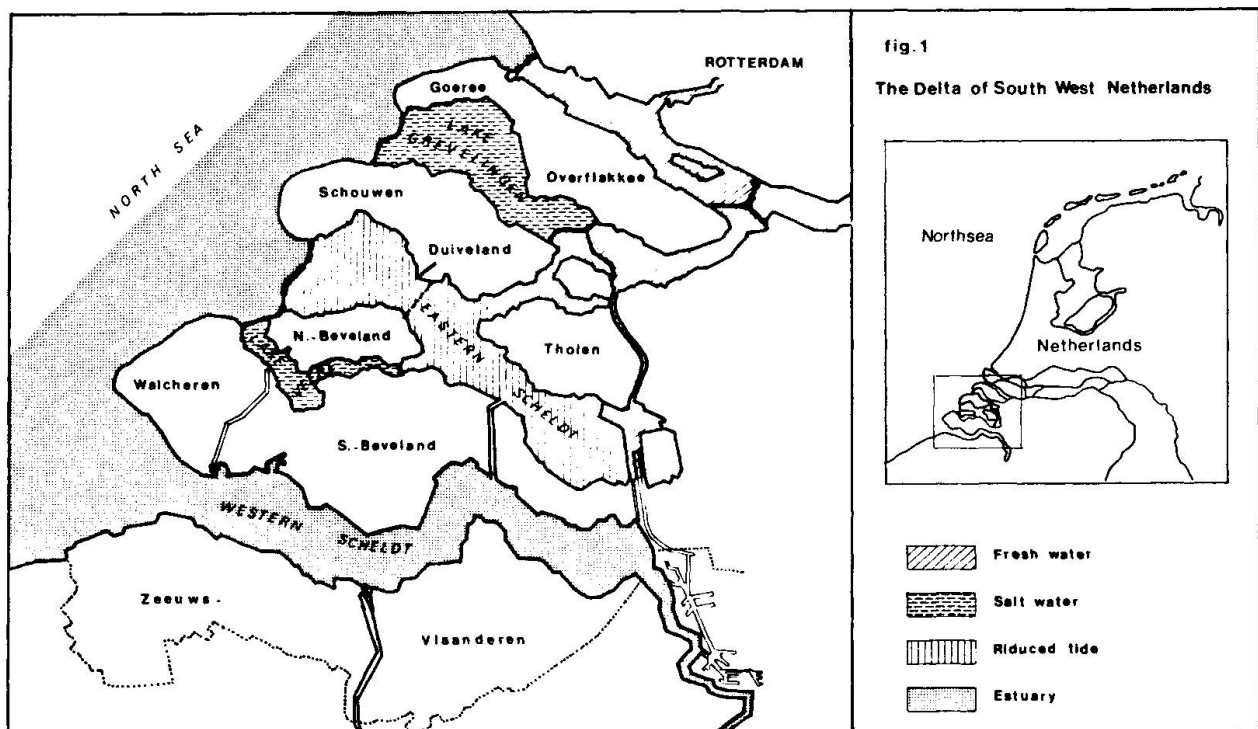 ROTTERDAM
Goeree
LAKE
GREVELINGEN
NORTH SEA
Overflakkee
Schouwen
Duiveland
N.-Beveland
EASTERN
SCHELDT
Tholen
Walcheren
S.-Beveland
WESTERN
SCHELDT
Zeeuws -
Vlaanderen
fig.1
The Delta of South West Netherlands
Northsea
Netherlands
Fresh water
Salt water
Riduced tide
Estuary